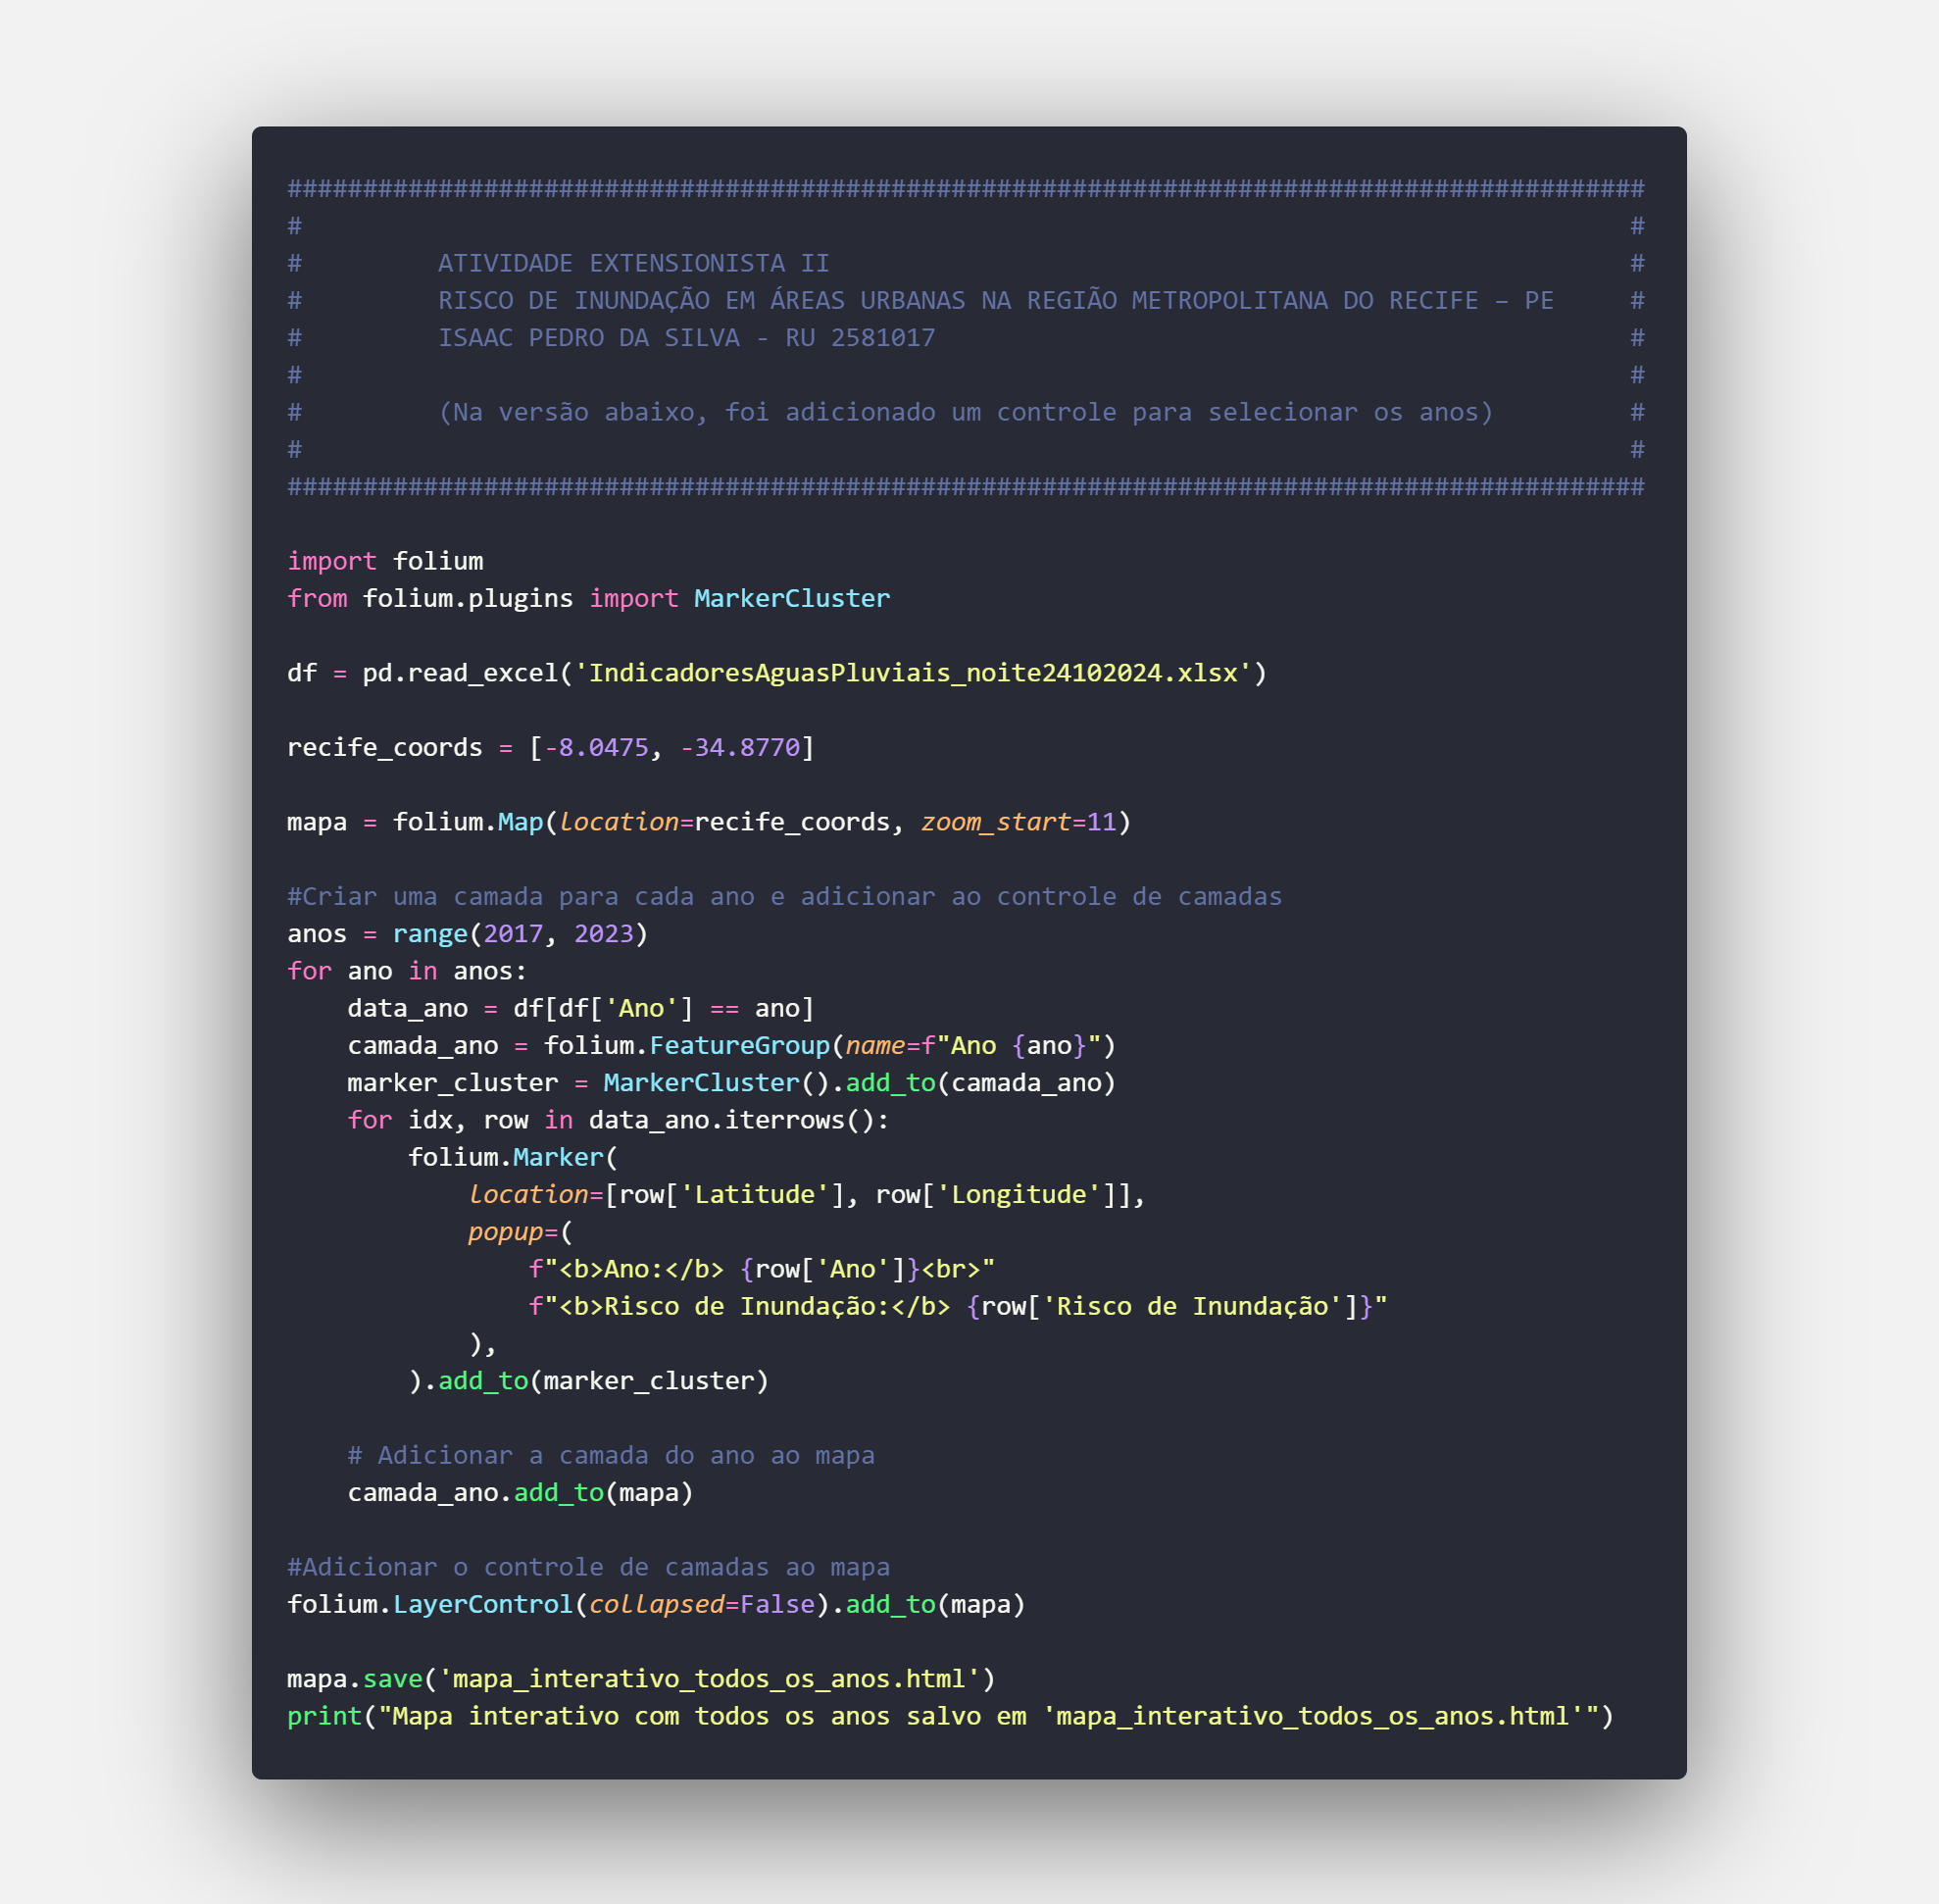 ##########################################################################################
#                                                                                        #
#         ATIVIDADE EXTENSIONISTA II                                                     #
#         RISCO DE INUNDAÇÃO EM ÁREAS URBANAS NA REGIÃO METROPOLITANA DO RECIFE – PE     #
#         ISAAC PEDRO DA SILVA - RU 2581017                                              #
#                                                                                        #
#         (Na versão abaixo, foi adicionado um controle para selecionar os anos)         #
#                                                                                        #
##########################################################################################

import folium
from folium.plugins import MarkerCluster

df = pd.read_excel('IndicadoresAguasPluviais_noite24102024.xlsx')

recife_coords = [-8.0475, -34.8770]

mapa = folium.Map(location=recife_coords, zoom_start=11)

#Criar uma camada para cada ano e adicionar ao controle de camadas
anos = range(2017, 2023)
for ano in anos:
    data_ano = df[df['Ano'] == ano]
    camada_ano = folium.FeatureGroup(name=f"Ano {ano}")
    marker_cluster = MarkerCluster().add_to(camada_ano)
    for idx, row in data_ano.iterrows():
        folium.Marker(
            location=[row['Latitude'], row['Longitude']],
            popup=(
                f"<b>Ano:</b> {row['Ano']}<br>"
                f"<b>Risco de Inundação:</b> {row['Risco de Inundação']}"
            ),
        ).add_to(marker_cluster)

    # Adicionar a camada do ano ao mapa
    camada_ano.add_to(mapa)

#Adicionar o controle de camadas ao mapa
folium.LayerControl(collapsed=False).add_to(mapa)

mapa.save('mapa_interativo_todos_os_anos.html')
print("Mapa interativo com todos os anos salvo em 'mapa_interativo_todos_os_anos.html'")